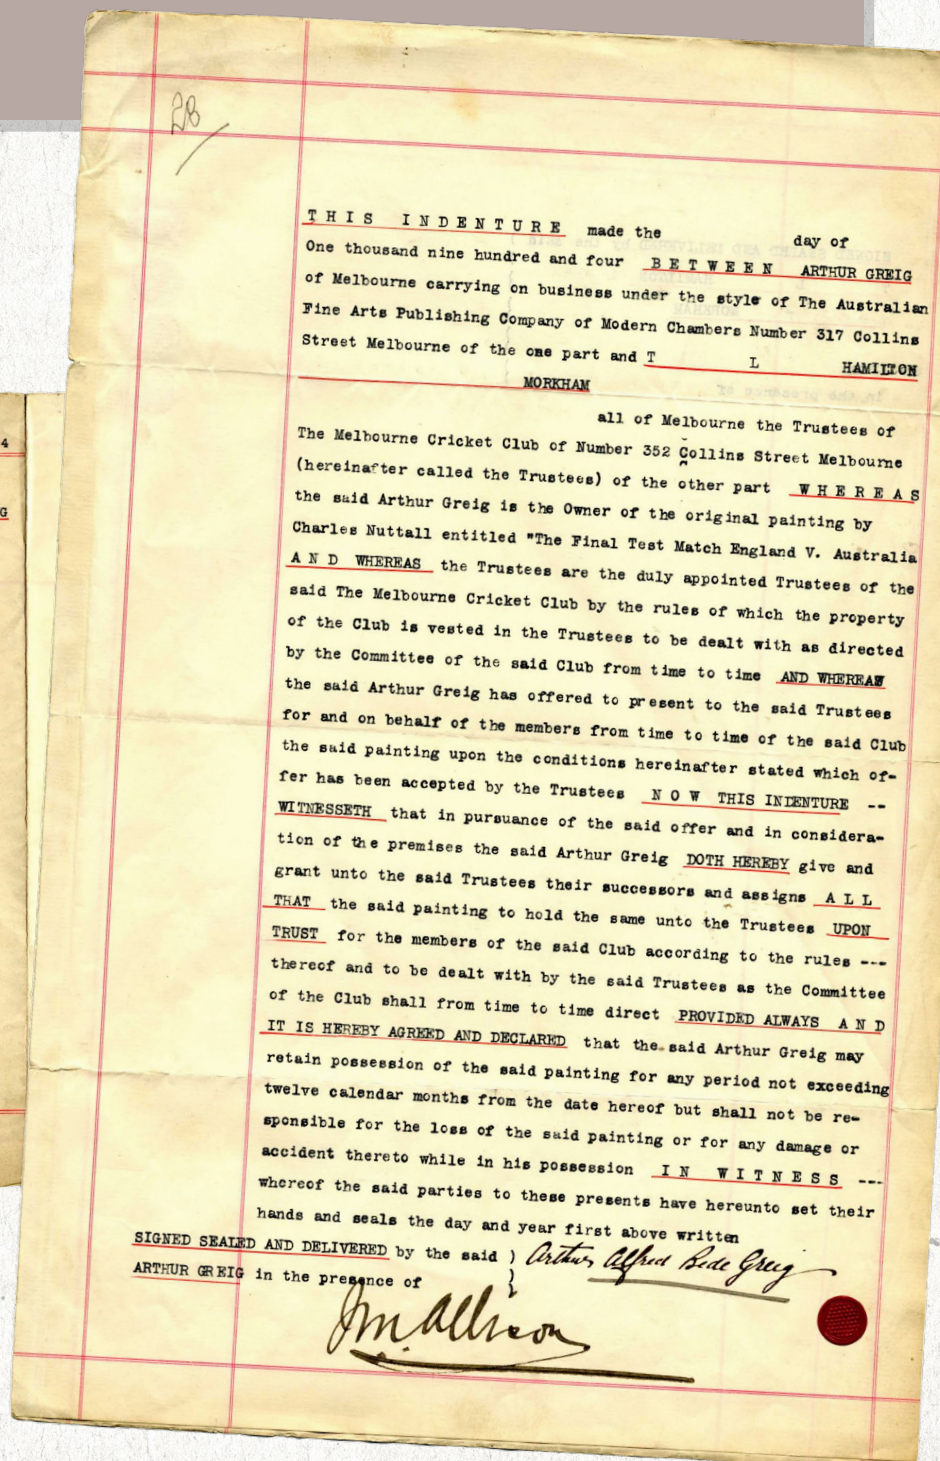 28
THIS INDENTURE made the day of
One thousand nine hundred and four BETWEEN ARTHUR GREIG
of Melbourne carrying on business under the style of The Australian
Fine Arts Publishing Company of Modern Chambers Number 317 Collins
Street Melbourne of the one part and T L HAMILTON
MORKHAM
all of Melbourne the Trustees of
The Melbourne Cricket Club of Number 352 Collins Street Melbourne
(hereinafter called the Trustees) of the other part WHEREAS
the said Arthur Greig is the Owner of the original painting by
Charles Nuttall entitled "The Final Test Match England V. Australia
AND WHEREAS the Trustees are the duly appointed Trustees of the
said The Melbourne Cricket Club by the rules of which the property
of the Club is vested in the Trustees to be dealt with as directed
by the Committee of the said Club from time to time AND WHEREAS
the said Arthur Greig has offered to present to the said Trustees
for and on behalf of the members from time to time of the said Club
the said painting upon the conditions hereinafter stated which of-
fer has been accepted by the Trustees NOW THIS INDENTURE --
WITNESSETH that in pursuance of the said offer and in considera-
tion of the premises the said Arthur Greig DOTH HEREBY give and
grant unto the said Trustees their successors and assigns ALL
THAT the said painting to hold the same unto the Trustees UPON
TRUST for the members of the said Club according to the rules ---
thereof and to be dealt with by the said Trustees as the Committee
of the Club shall from time to time direct PROVIDED ALWAYS AND
IT IS HEREBY AGREED AND DECLARED that the said Arthur Greig may
retain possession of the said painting for any period not exceeding
twelve calendar months from the date hereof but shall not be re-
sponsible for the loss of the said painting or for any damage or
accident thereto while in his possession IN WITNESS ---
whereof the said parties to these presents have hereunto set their
hands and seals the day and year first above written
SIGNED SEALED AND DELIVERED by the said ) Arthur Alfred Bede Greig
ARTHUR GREIG in the presence of }
JM Allison
4
G